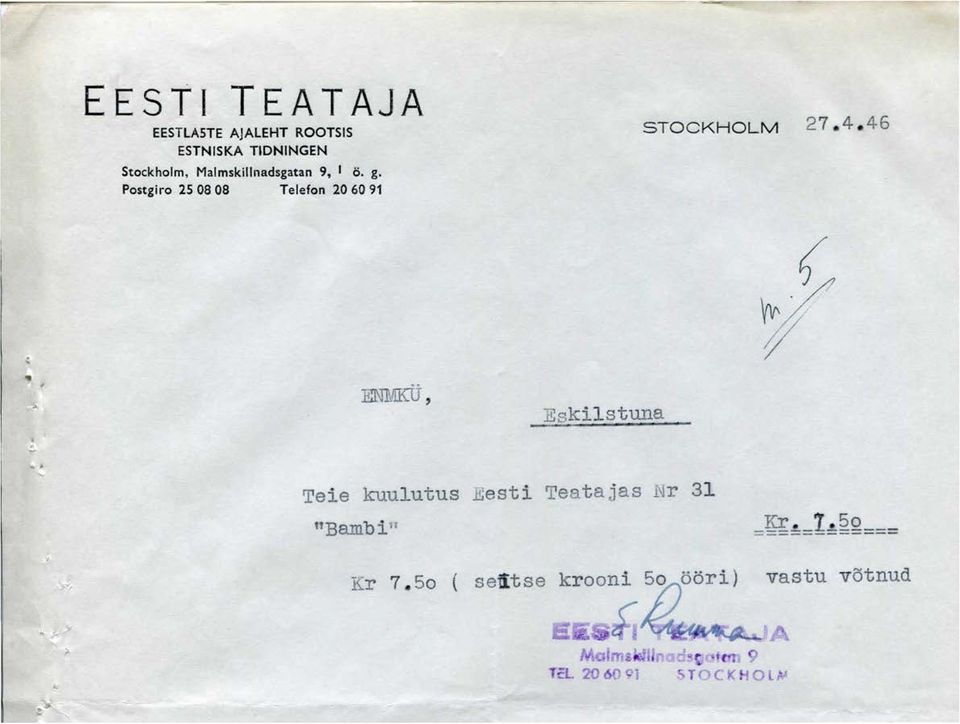 EESTI TEATAJA
EESTLASTE AJALEHT ROOTSIS
ESTNISKA TIDNINGEN
Stockholm, Malmskillnadsgatan 9, I ö. g.
Postgiro 25 08 08 Telefon 20 60 91
STOCKHOLM 27.4.46
m. 5
ENMKÜ,
Eskilstuna
Teie kuulutus Eesti Teatajas Nr 31
"Bambi" Kr. 7.5o
Kr 7.5o ( seitse krooni 5o ööri) vastu võtnud
EESTI TEATAJA
Malmskillnadsgatan 9
TEL. 20 60 91 STOCKHOLM